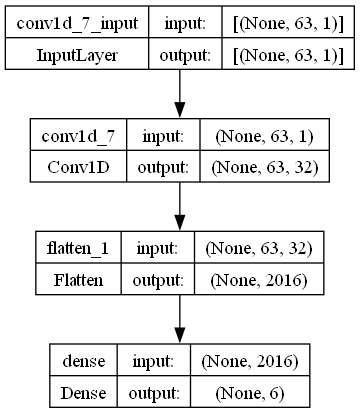 conv1d_7_input input: [(None, 63, 1)]
InputLayer output: [(None, 63, 1)]
conv1d_7 input: (None, 63, 1)
Conv1D output: (None, 63, 32)
flatten_1 input: (None, 63, 32)
Flatten output: (None, 2016)
dense input: (None, 2016)
Dense output: (None, 6)